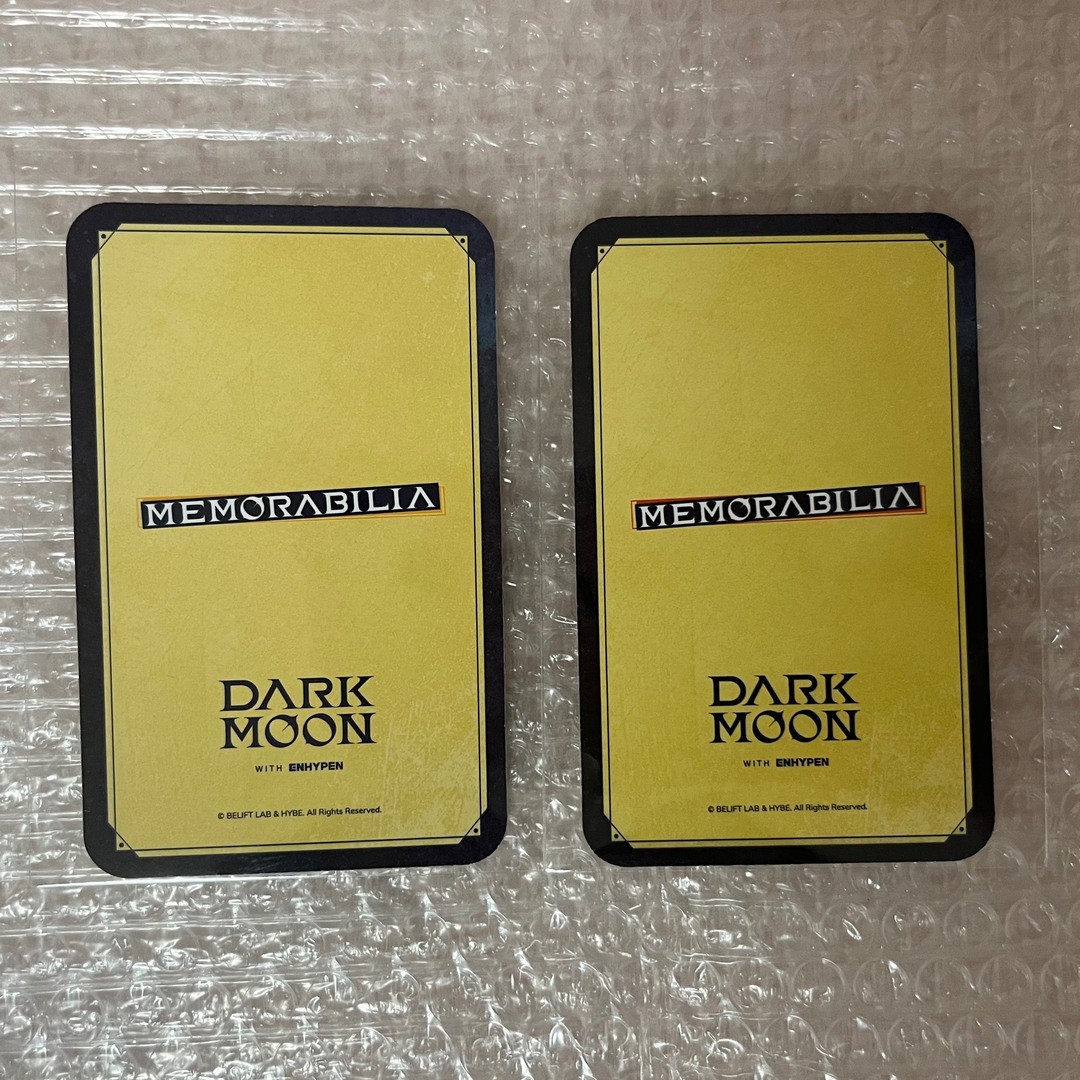 MEMORABILIA
DARK
MOON
WITH ENHYPEN
© BELIFT LAB & HYBE. All Rights Reserved.
MEMORABILIA
DARK
MOON
WITH ENHYPEN
© BELIFT LAB & HYBE. All Rights Reserved.